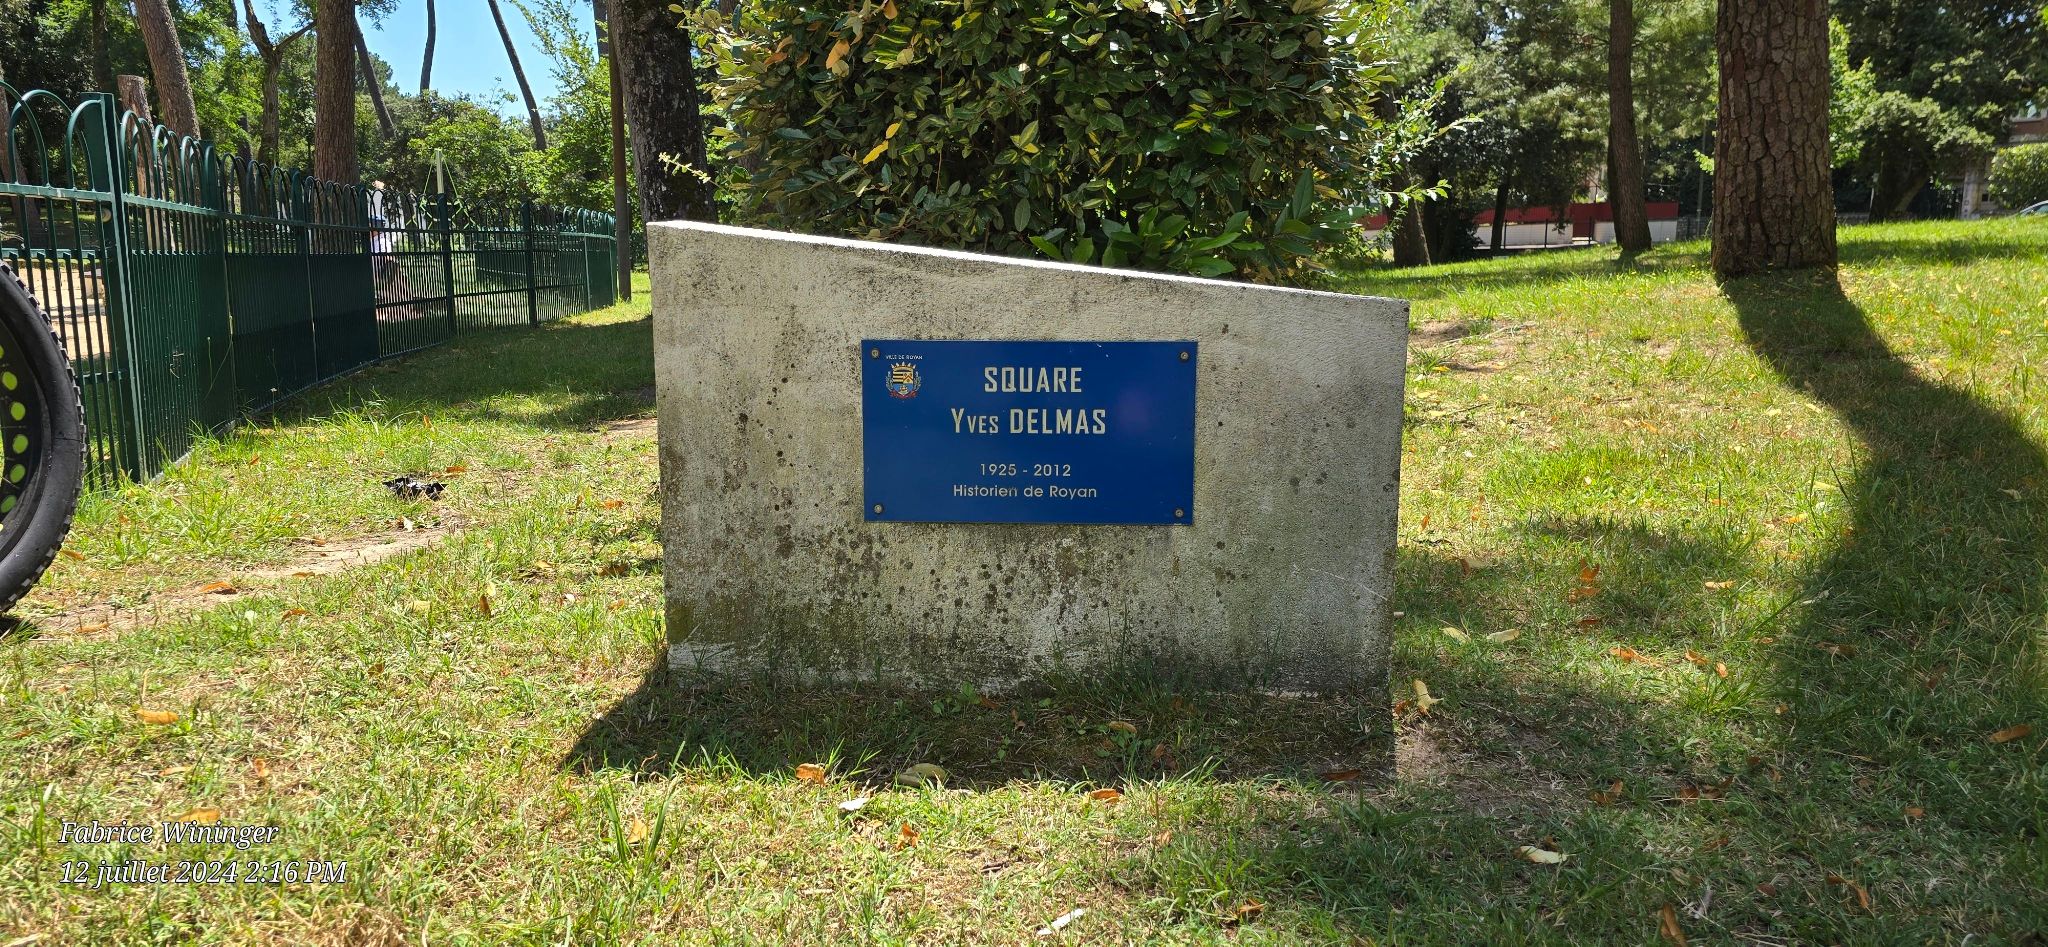 VILLE DE ROYAN
SQUARE
YVES DELMAS
1925 - 2012
Historien de Royan
Fabrice Wininger
12 juillet 2024 2:16 PM